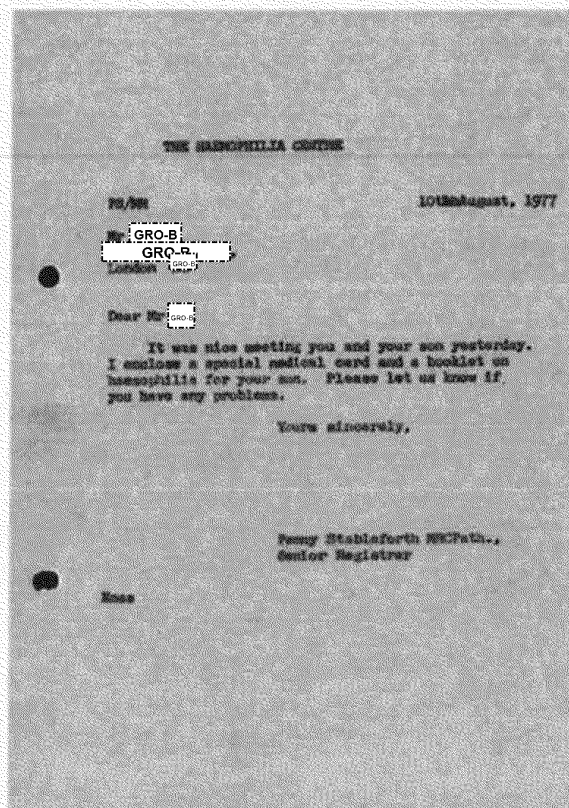 THE HAEMOPHILIA CENTRE
10th August, 1977
Mr GRO-B
GRO-B
London GRO-B
Dear Mr GRO-B
It was nice meeting you and your son yesterday.
I enclose a special medical card and a booklet on
haemophilia for your son. Please let us know if
you have any problems.
Yours sincerely,
Penny Stableforth MRCPath.,
Senior Registrar
Encs